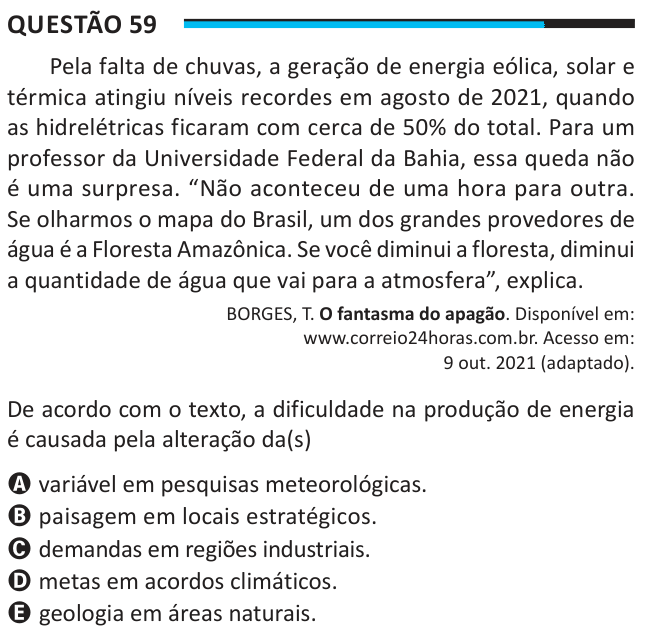 QUESTÃO 59
Pela falta de chuvas, a geração de energia eólica, solar e
térmica atingiu níveis recordes em agosto de 2021, quando
as hidrelétricas ficaram com cerca de 50% do total. Para um
professor da Universidade Federal da Bahia, essa queda não
é uma surpresa. “Não aconteceu de uma hora para outra.
Se olharmos o mapa do Brasil, um dos grandes provedores de
água é a Floresta Amazônica. Se você diminui a floresta, diminui
a quantidade de água que vai para a atmosfera”, explica.
BORGES, T. O fantasma do apagão. Disponível em:
www.correio24horas.com.br. Acesso em:
9 out. 2021 (adaptado).
De acordo com o texto, a dificuldade na produção de energia
é causada pela alteração da(s)
A variável em pesquisas meteorológicas.
B paisagem em locais estratégicos.
C demandas em regiões industriais.
D metas em acordos climáticos.
E geologia em áreas naturais.